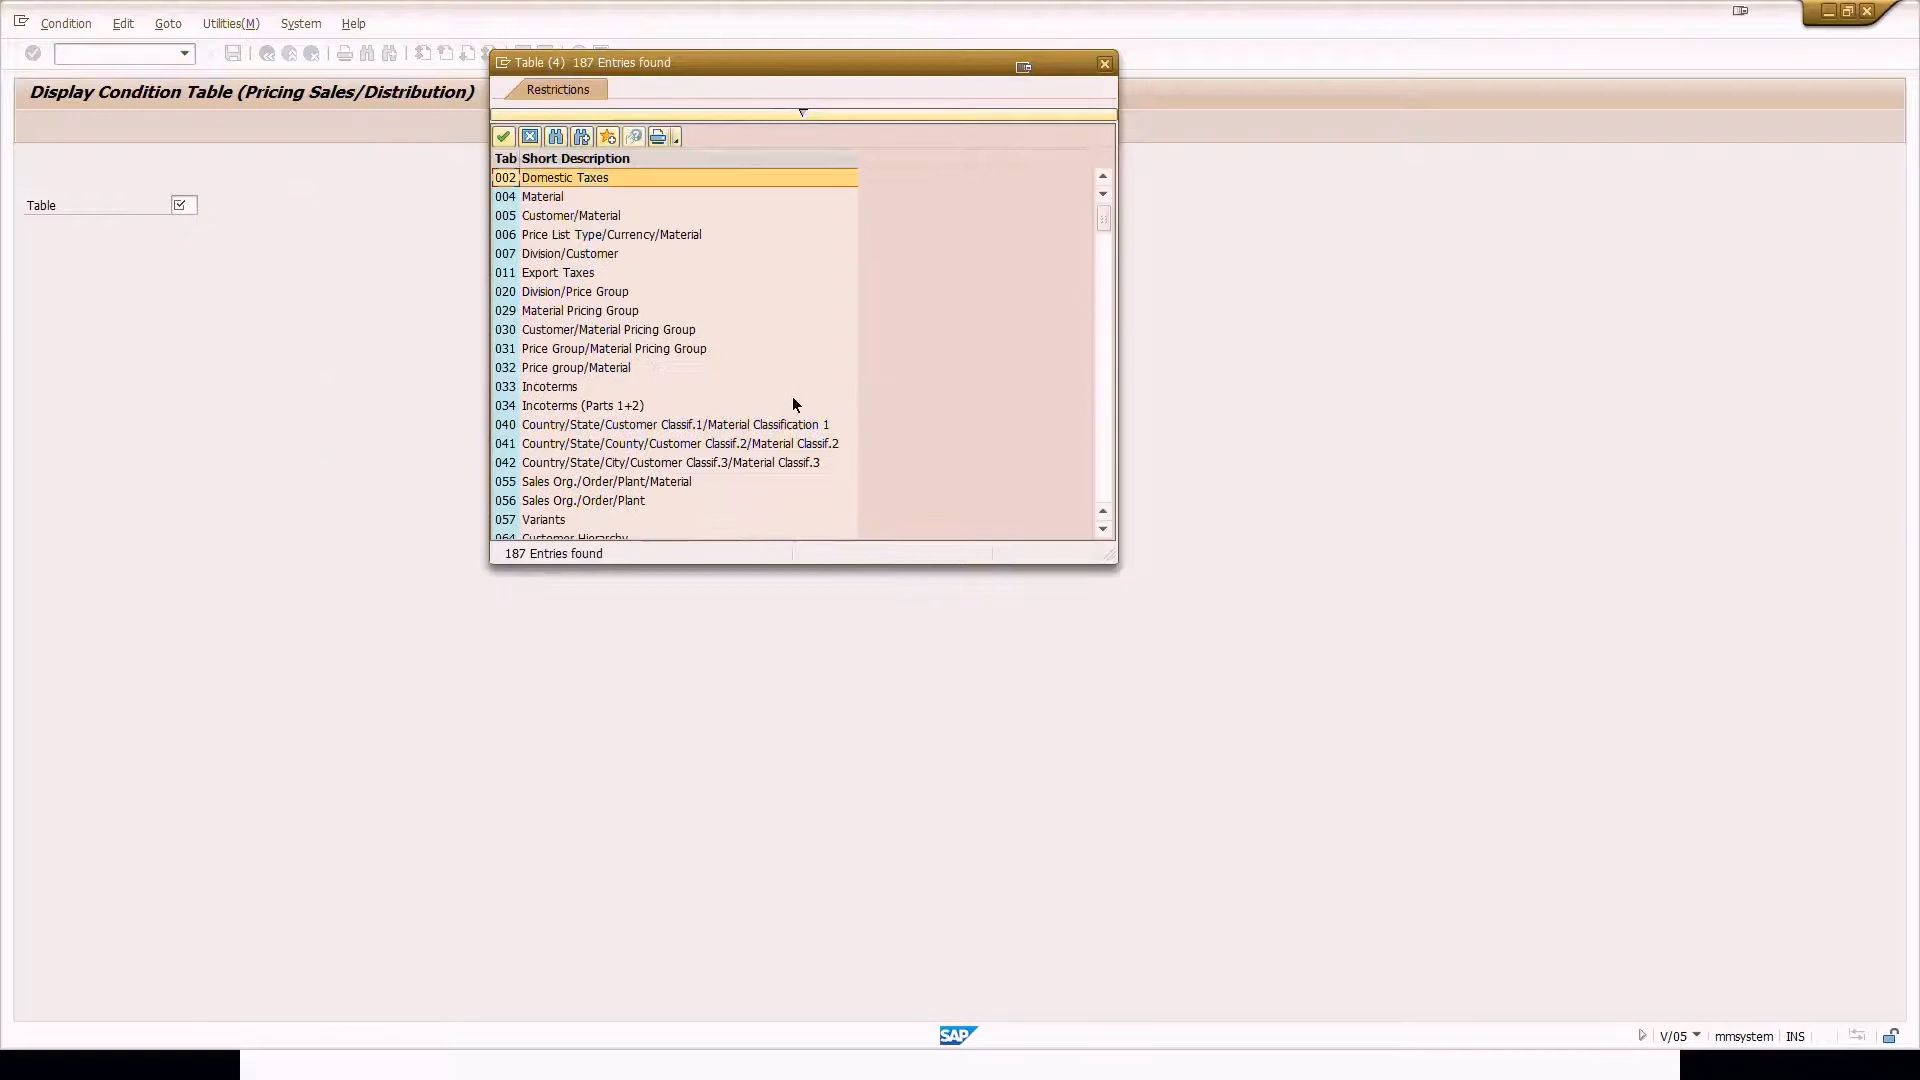 Condition Edit Goto Utilities(M) System Help
Table (4) 187 Entries found
Display Condition Table (Pricing Sales/Distribution)
Restrictions
Tab Short Description
002 Domestic Taxes
004 Material
Table
005 Customer/Material
006 Price List Type/Currency/Material
007 Division/Customer
011 Export Taxes
020 Division/Price Group
029 Material Pricing Group
030 Customer/Material Pricing Group
031 Price Group/Material Pricing Group
032 Price group/Material
033 Incoterms
034 Incoterms (Parts 1+2)
040 Country/State/Customer Classif.1/Material Classification 1
041 Country/State/County/Customer Classif.2/Material Classif.2
042 Country/State/City/Customer Classif.3/Material Classif.3
055 Sales Org./Order/Plant/Material
056 Sales Org./Order/Plant
057 Variants
064 Customer Hierarchy
187 Entries found
SAP
V/05 mmsystem INS